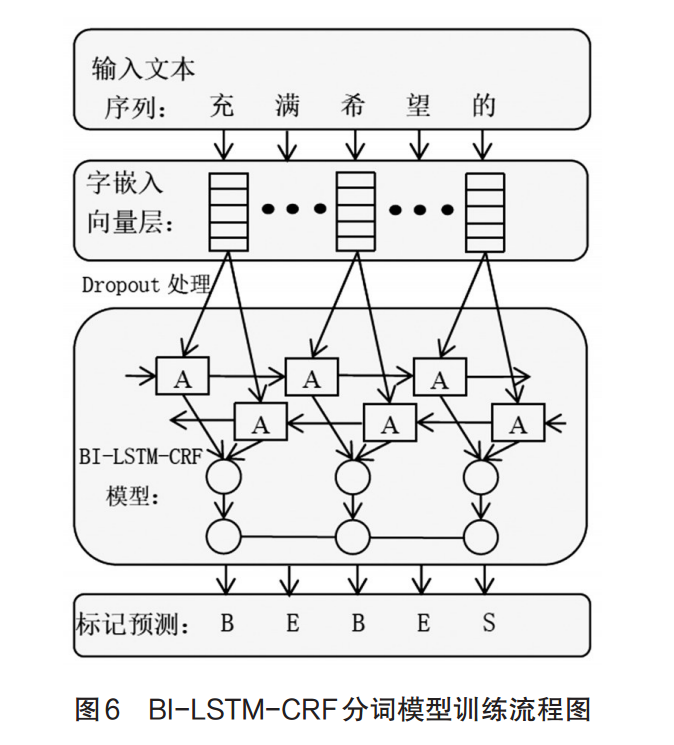 输入文本
序列: 充 满 希 望 的
字嵌入
向量层:
Dropout 处理
A A A
A A A
BI-LSTM-CRF
模型:
标记预测: B E B E S
图6 BI-LSTM-CRF分词模型训练流程图